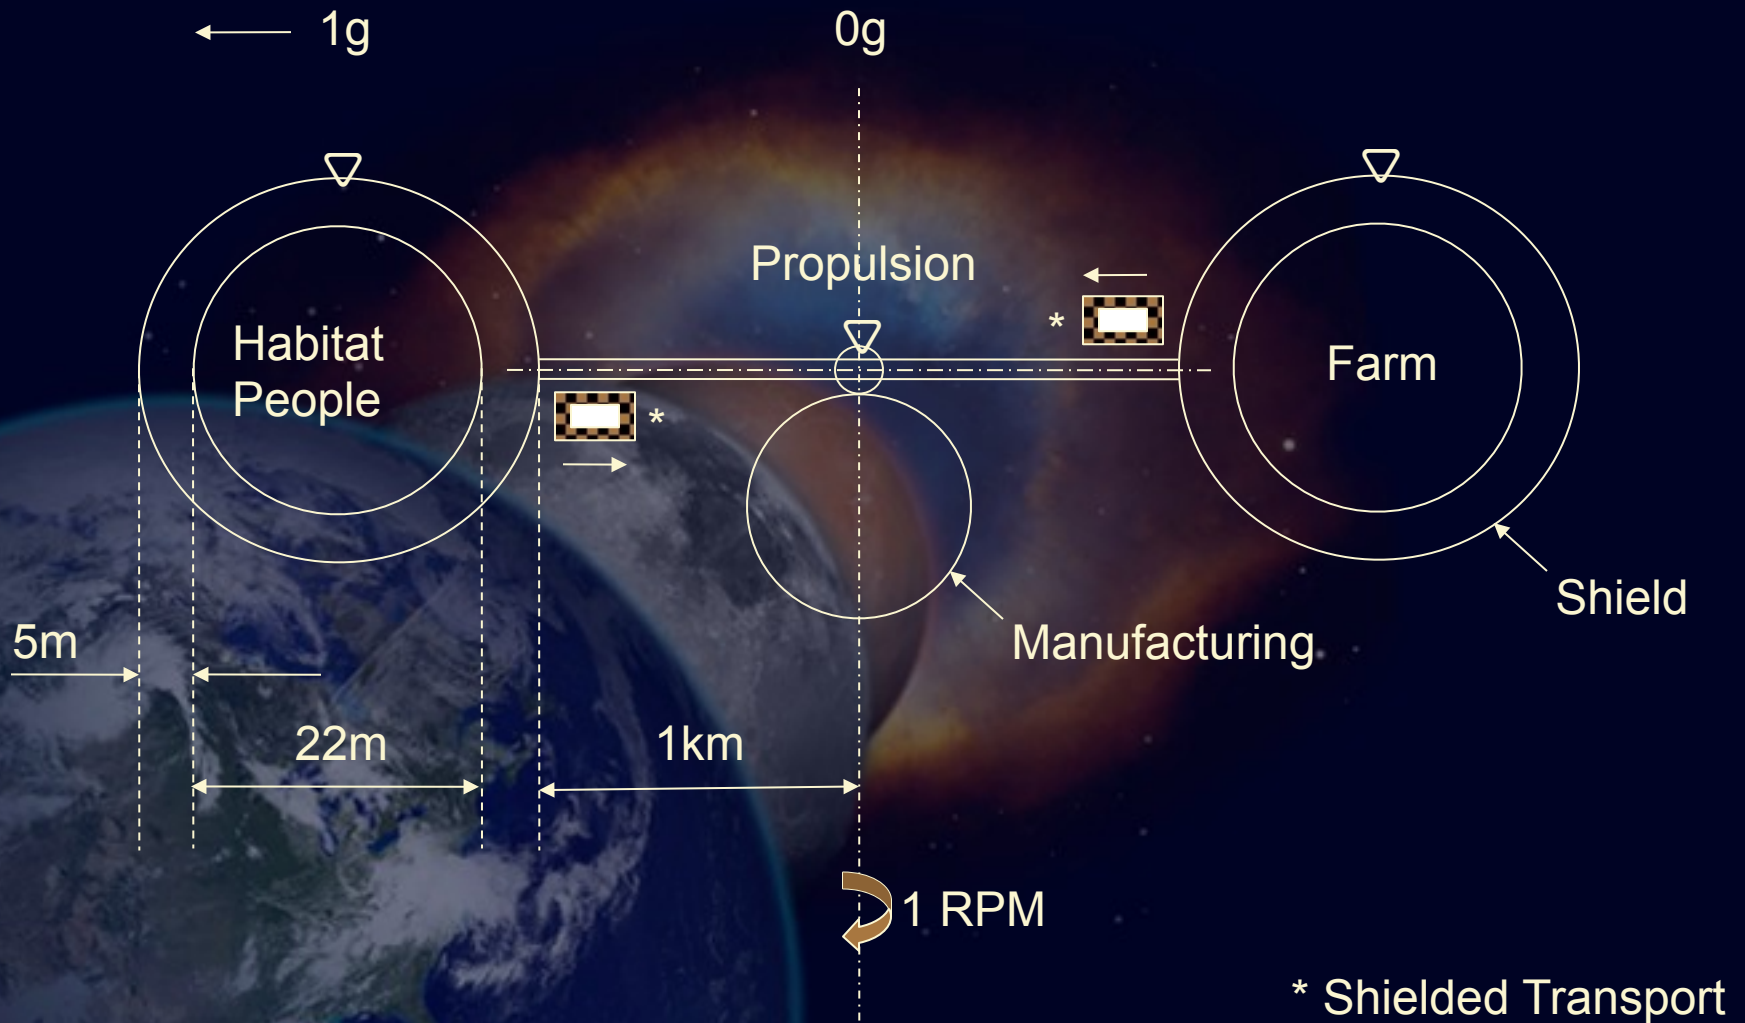 1g
0g
Propulsion
*
Habitat
People
Farm
*
Shield
5m
Manufacturing
22m
1km
1 RPM
* Shielded Transport